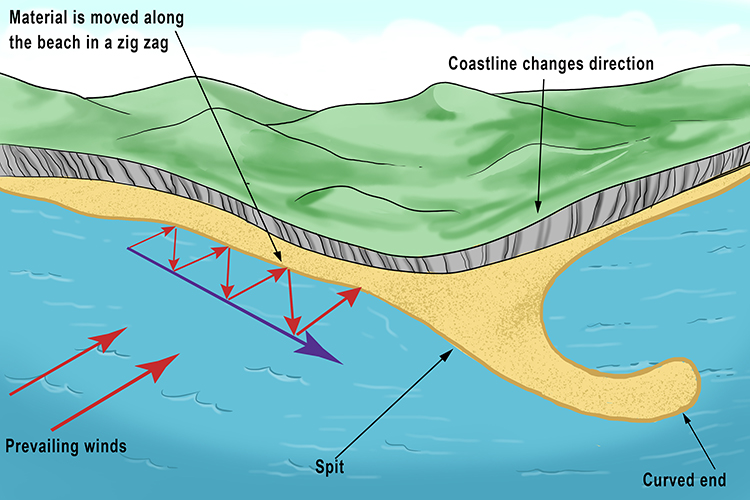 Material is moved along
the beach in a zig zag
Coastline changes direction
Prevailing winds
Spit
Curved end